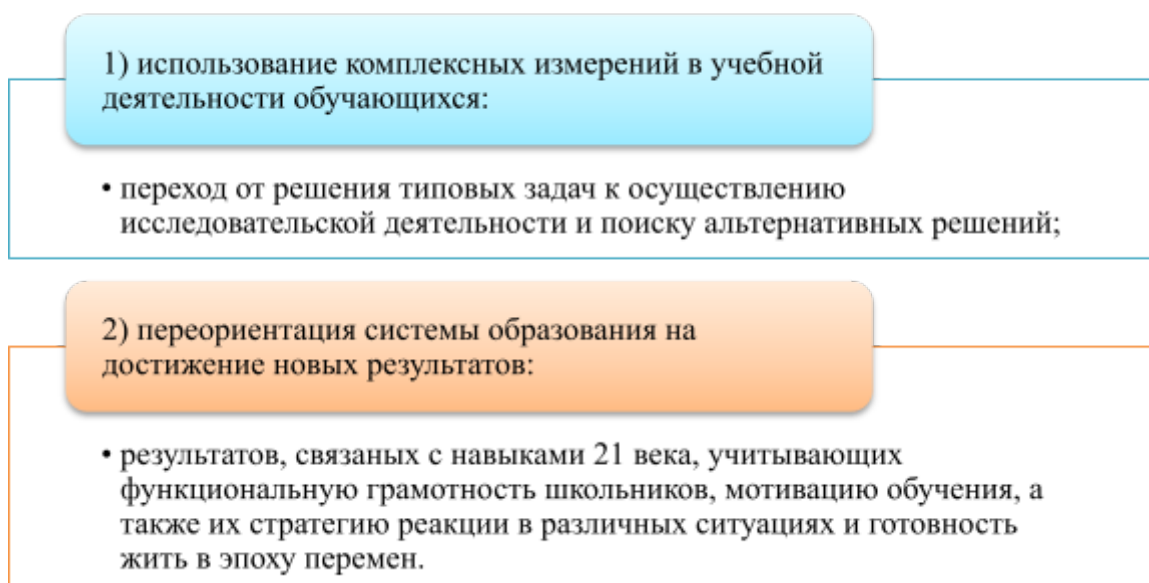 1) использование комплексных измерений в учебной
деятельности обучающихся:
• переход от решения типовых задач к осуществлению
исследовательской деятельности и поиску альтернативных решений;
2) переориентация системы образования на
достижение новых результатов:
• результатов, связаных с навыками 21 века, учитывающих
функциональную грамотность школьников, мотивацию обучения, а
также их стратегию реакции в различных ситуациях и готовность
жить в эпоху перемен.